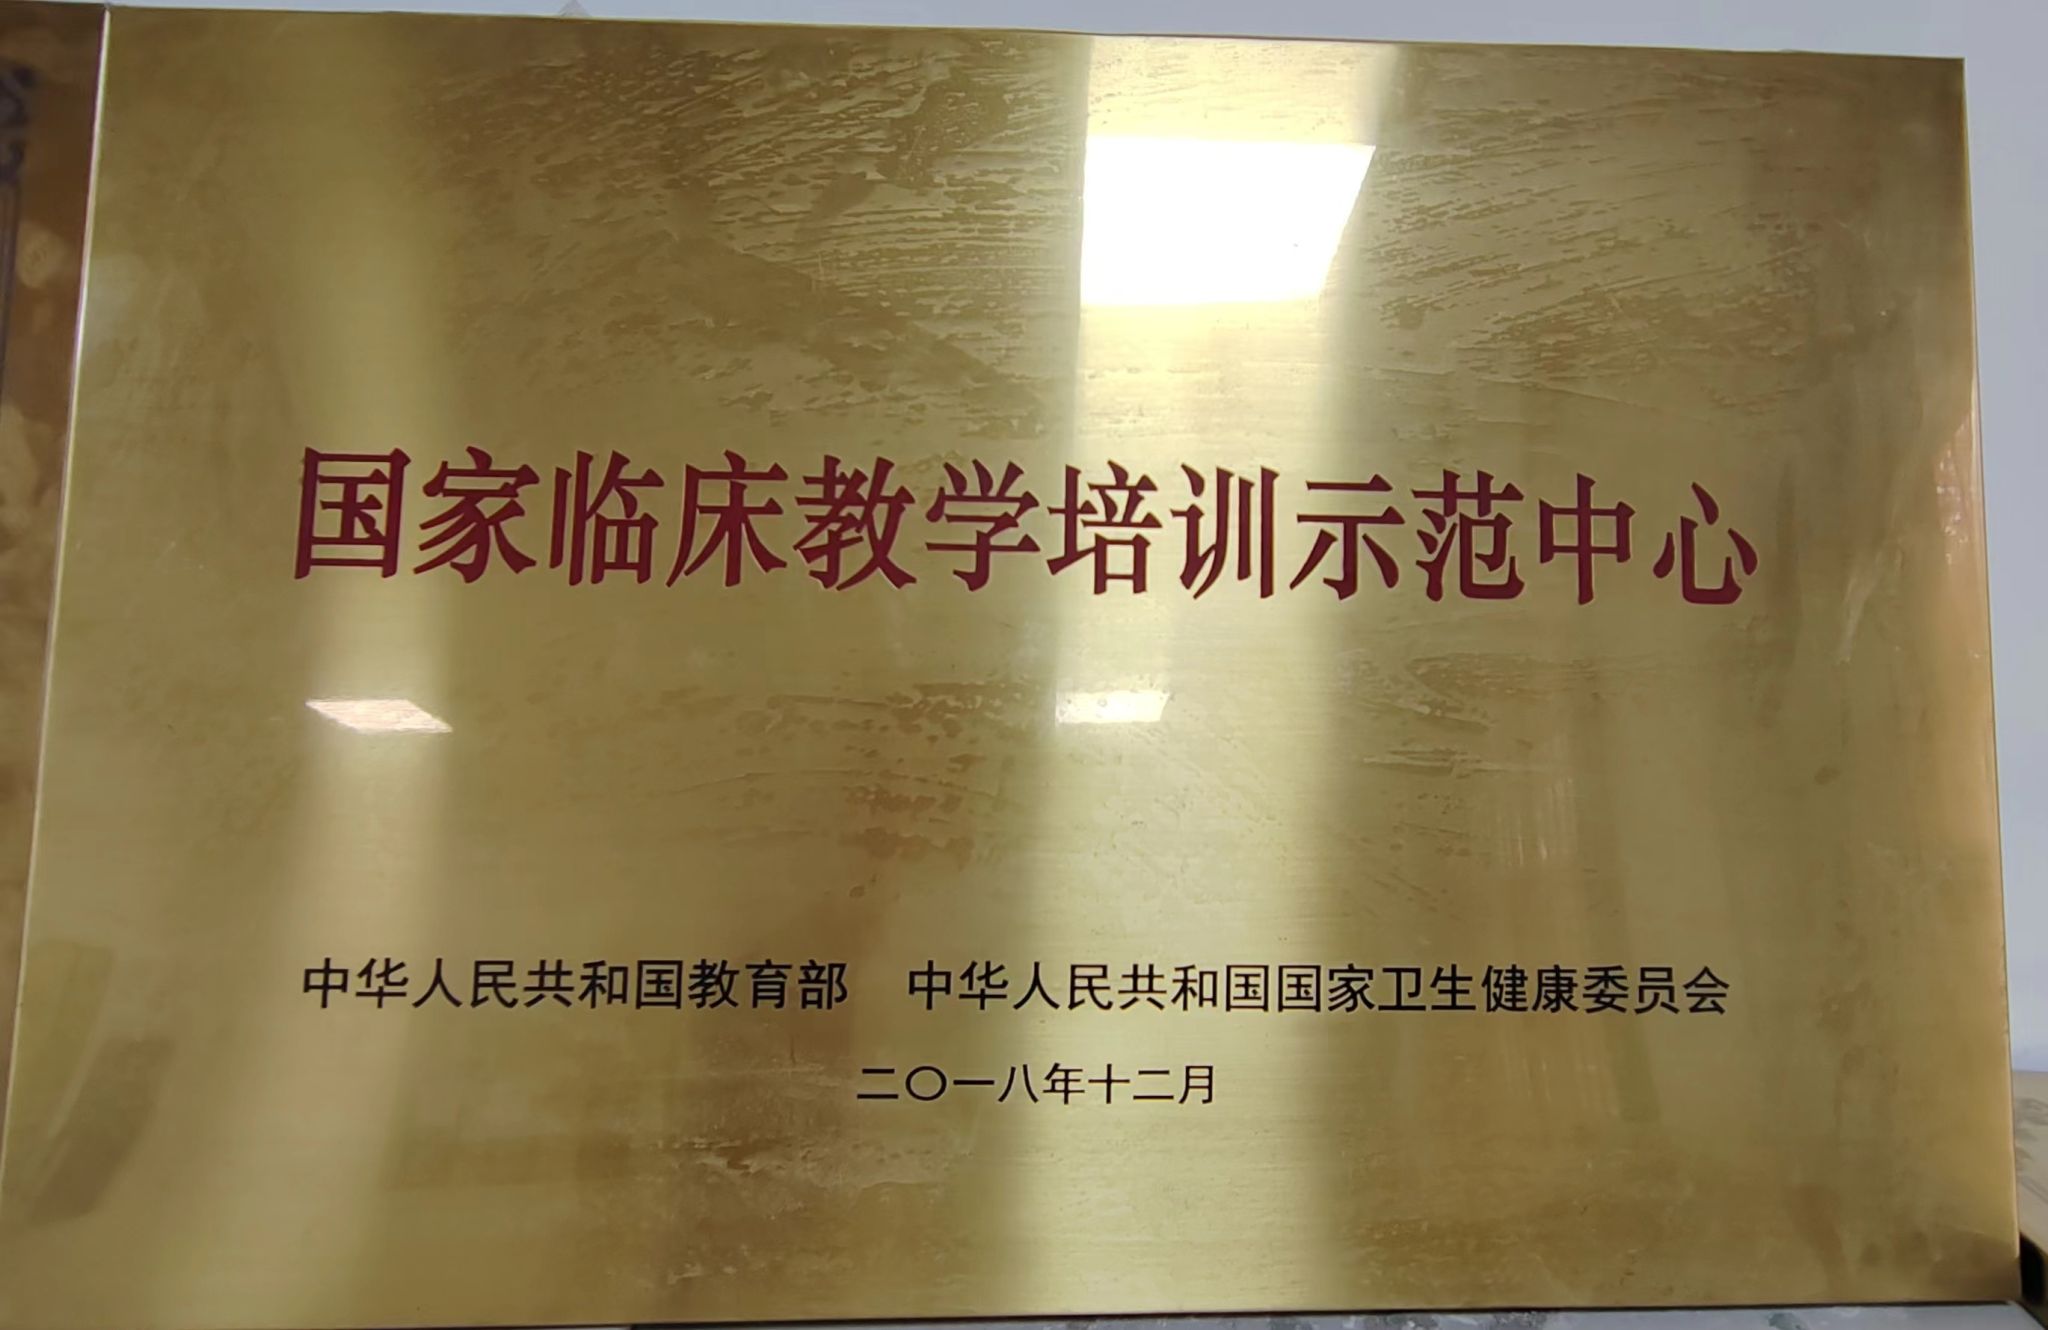 国家临床教学培训示范中心
中华人民共和国教育部 中华人民共和国国家卫生健康委员会
二〇一八年十二月